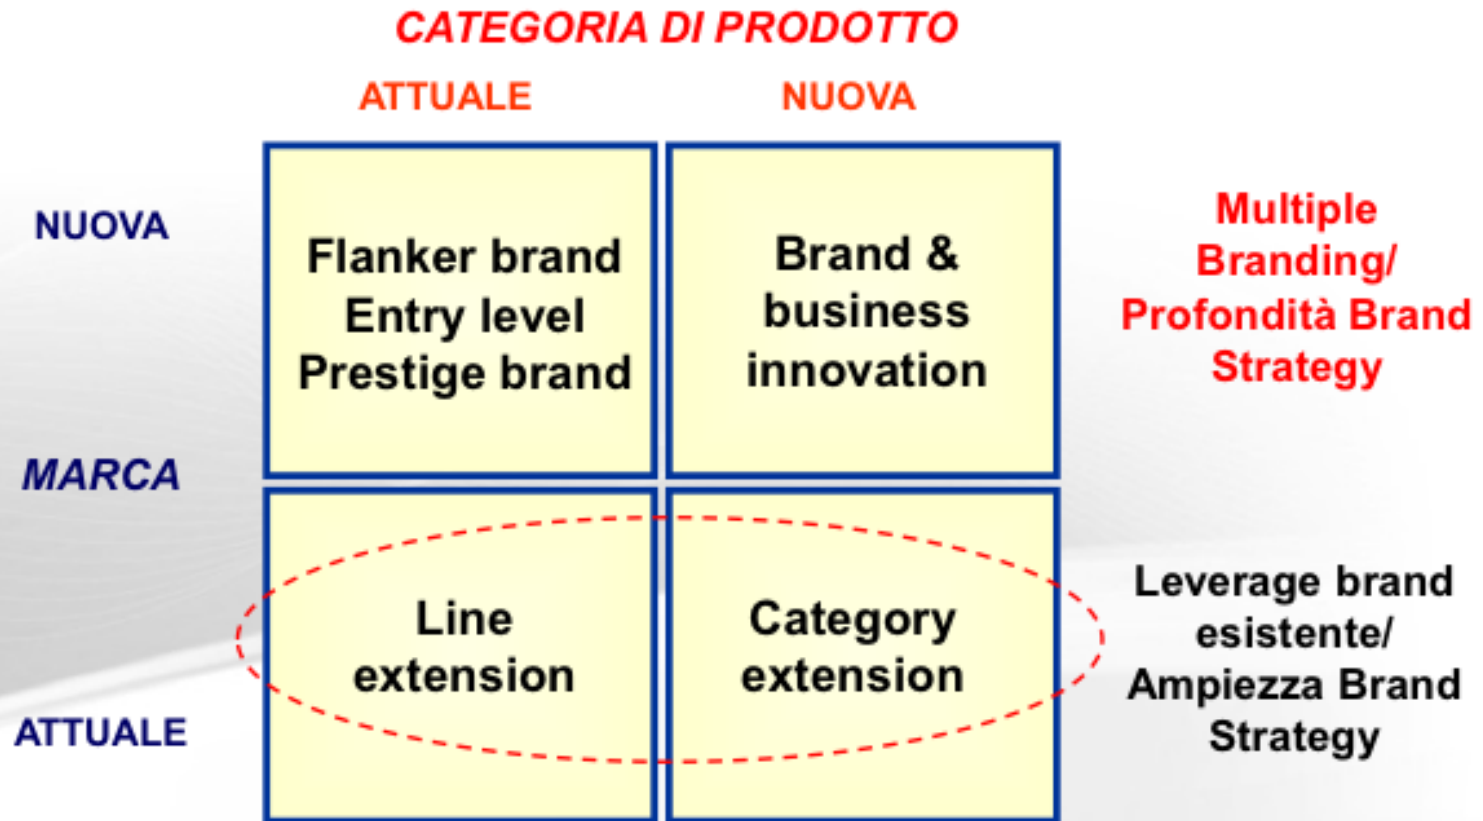 CATEGORIA DI PRODOTTO
ATTUALE
NUOVA
NUOVA
Flanker brand
Entry level
Prestige brand
Brand &
business
innovation
Multiple
Branding/
Profondità Brand
Strategy
MARCA
Line
extension
Category
extension
Leverage brand
esistente/
Ampiezza Brand
Strategy
ATTUALE